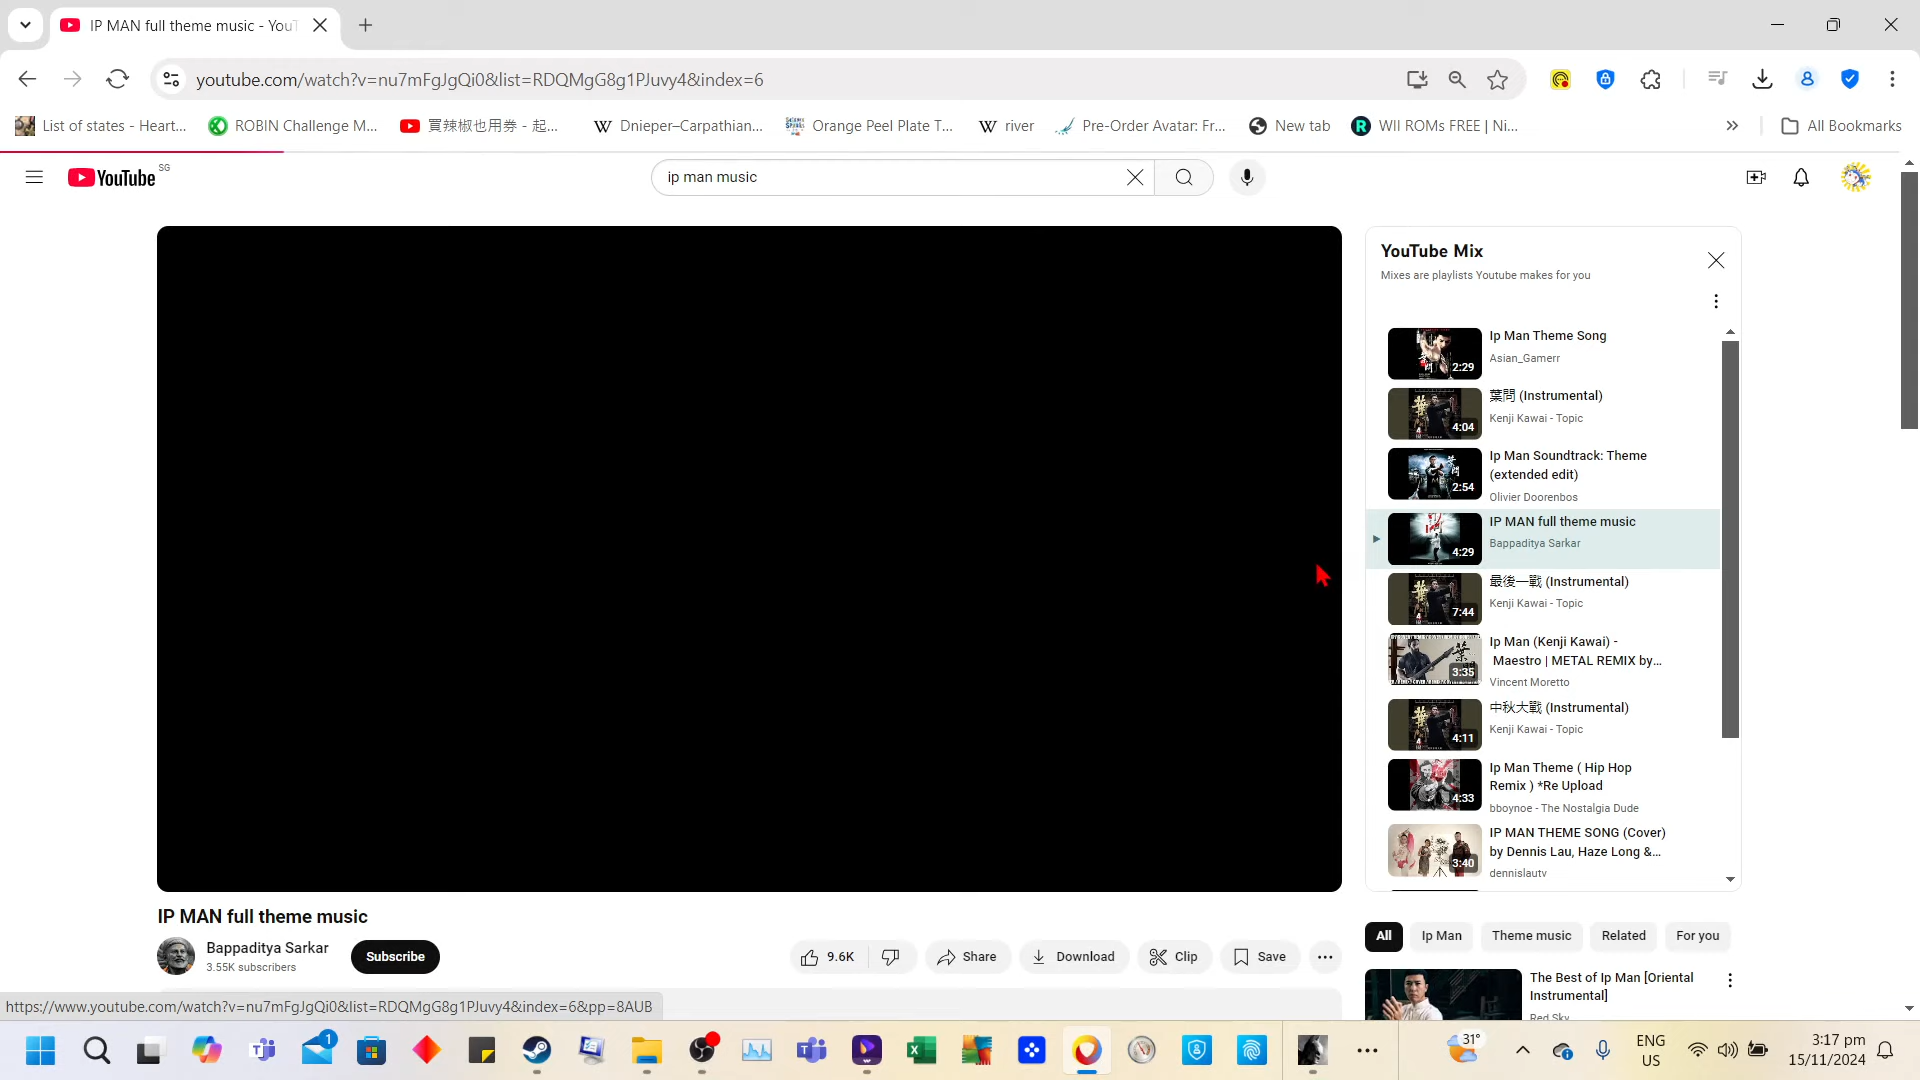 IP MAN full theme music - YouT
youtube.com/watch?v=nu7mFgJgQi0&list=RDQMgG8g1PJuvy4&index=6
List of states - Heart...
ROBIN Challenge M...
買辣椒也用券 - 起...
Dnieper–Carpathian...
Orange Peel Plate T...
river
Pre-Order Avatar: Fr...
New tab
WII ROMs FREE | Ni...
All Bookmarks
YouTube SG
ip man music
YouTube Mix
Mixes are playlists Youtube makes for you
Ip Man Theme Song
Asian_Gamerr
2:29
葉問 (Instrumental)
Kenji Kawai - Topic
4:04
Ip Man Soundtrack: Theme
(extended edit)
Olivier Doorenbos
2:54
IP MAN full theme music
Bappaditya Sarkar
4:29
最後一戰 (Instrumental)
Kenji Kawai - Topic
7:44
Ip Man (Kenji Kawai) -
Maestro | METAL REMIX by...
Vincent Moretto
3:35
中秋大戰 (Instrumental)
Kenji Kawai - Topic
4:11
Ip Man Theme ( Hip Hop
Remix ) *Re Upload
bboynoe - The Nostalgia Dude
4:33
IP MAN THEME SONG (Cover)
by Dennis Lau, Haze Long &...
dennislautv
3:40
IP MAN full theme music
Bappaditya Sarkar
3.55K subscribers
Subscribe
9.6K
Share
Download
Clip
Save
All
Ip Man
Theme music
Related
For you
The Best of Ip Man [Oriental
Instrumental]
Red Sky
https://www.youtube.com/watch?v=nu7mFgJgQi0&list=RDQMgG8g1PJuvy4&index=6&pp=8AUB
1
31°
ENG
US
3:17 pm
15/11/2024